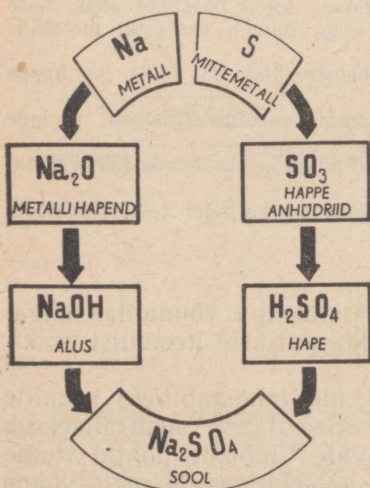 Na
METALL
S
MITTEMETALL
Na₂O
METALLI HAPEND
SO₃
HAPPE
ANHÜDRIID
NaOH
ALUS
H₂SO₄
HAPE
Na₂SO₄
SOOL